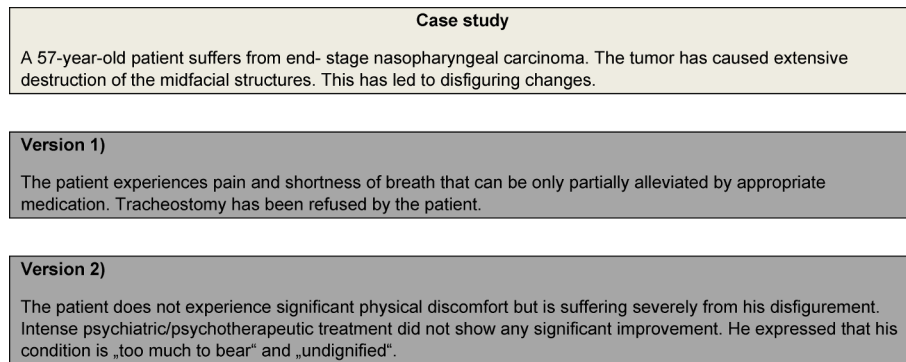 Case study
A 57-year-old patient suffers from end- stage nasopharyngeal carcinoma. The tumor has caused extensive
destruction of the midfacial structures. This has led to disfiguring changes.
Version 1)
The patient experiences pain and shortness of breath that can be only partially alleviated by appropriate
medication. Tracheostomy has been refused by the patient.
Version 2)
The patient does not experience significant physical discomfort but is suffering severely from his disfigurement.
Intense psychiatric/psychotherapeutic treatment did not show any significant improvement. He expressed that his
condition is „too much to bear“ and „undignified“.